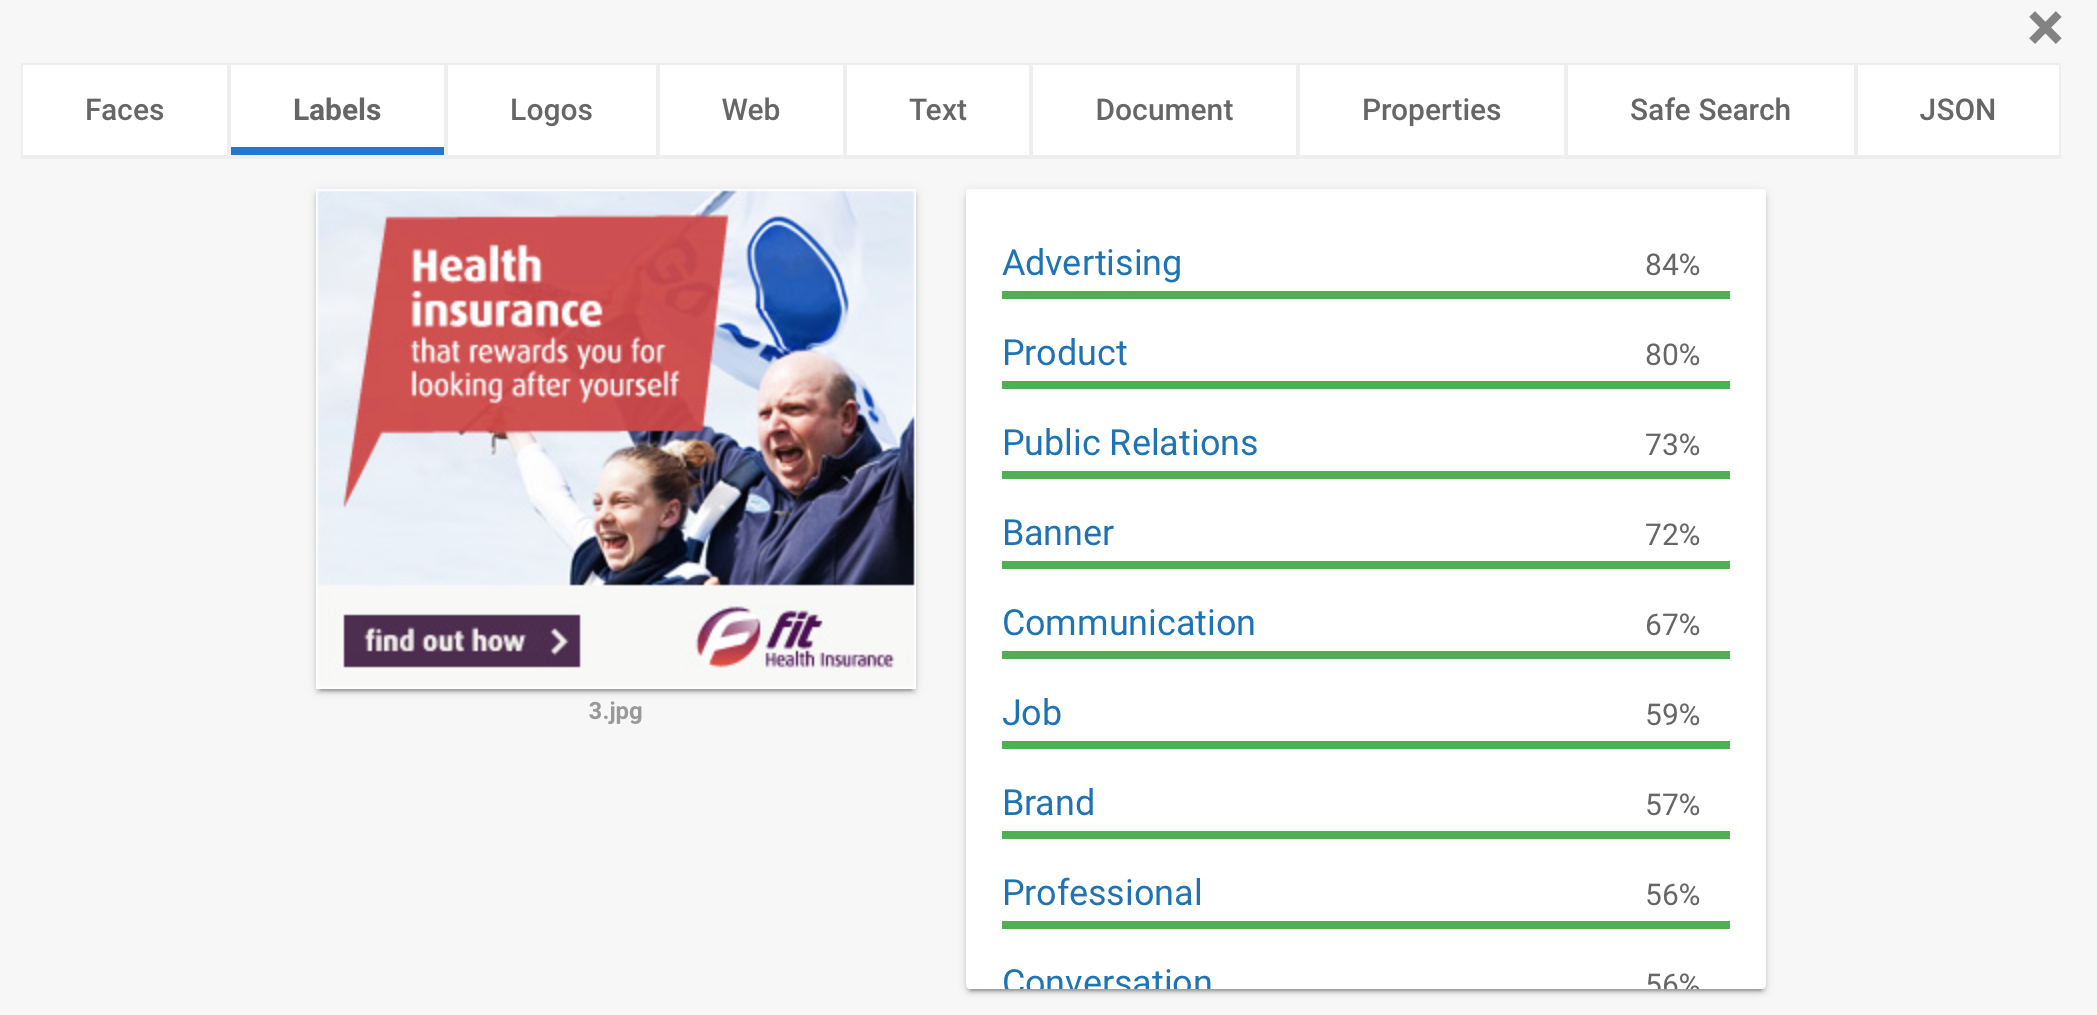 Faces
Labels
Logos
Web
Text
Document
Properties
Safe Search
JSON
Health
insurance
that rewards you for
looking after yourself
find out how
fit
Health Insurance
3.jpg
Advertising 84%
Product 80%
Public Relations 73%
Banner 72%
Communication 67%
Job 59%
Brand 57%
Professional 56%
Conversation 56%